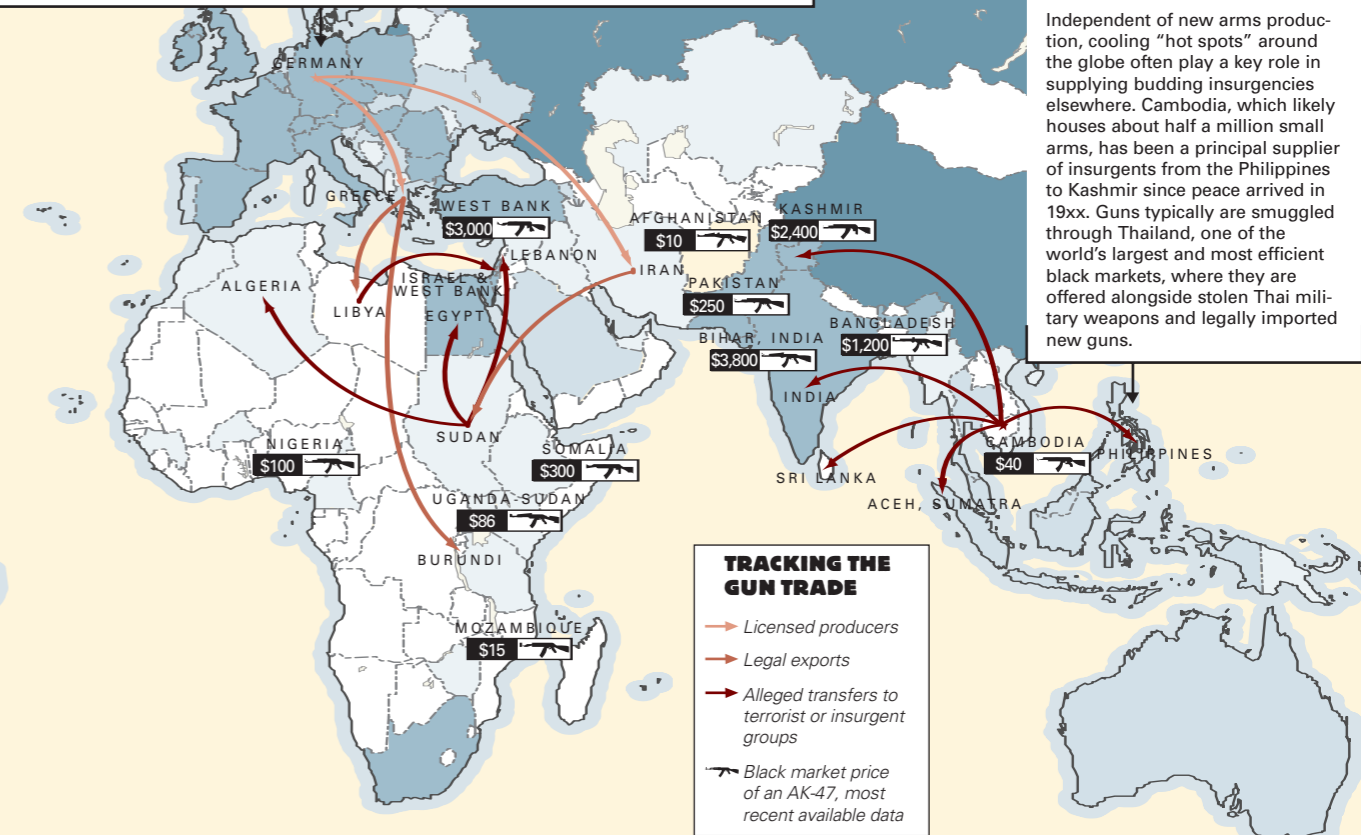 Independent of new arms produc-
tion, cooling “hot spots” around
the globe often play a key role in
supplying budding insurgencies
elsewhere. Cambodia, which likely
houses about half a million small
arms, has been a principal supplier
of insurgents from the Philippines
to Kashmir since peace arrived in
19xx. Guns typically are smuggled
through Thailand, one of the
world’s largest and most efficient
black markets, where they are
offered alongside stolen Thai mili-
tary weapons and legally imported
new guns.
GERMANY
GREECE
WEST BANK
$3,000
AFGHANISTAN
$10
KASHMIR
$2,400
LEBANON
IRAN
ISRAEL &
WEST BANK
ALGERIA
LIBYA
EGYPT
PAKISTAN
$250
BANGLADESH
$1,200
BIHAR, INDIA
$3,800
INDIA
SUDAN
NIGERIA
$100
SOMALIA
$300
CAMBODIA
$40
PHILIPPINES
SRI LANKA
ACEH, SUMATRA
UGANDA-SUDAN
$86
BURUNDI
MOZAMBIQUE
$15
TRACKING THE
GUN TRADE
Licensed producers
Legal exports
Alleged transfers to
terrorist or insurgent
groups
Black market price
of an AK-47, most
recent available data